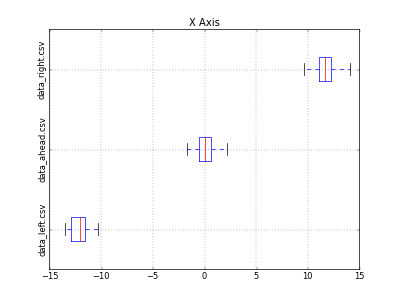 X Axis
data_right.csv
data_ahead.csv
data_left.csv
−15 −10 −5 0 5 10 15